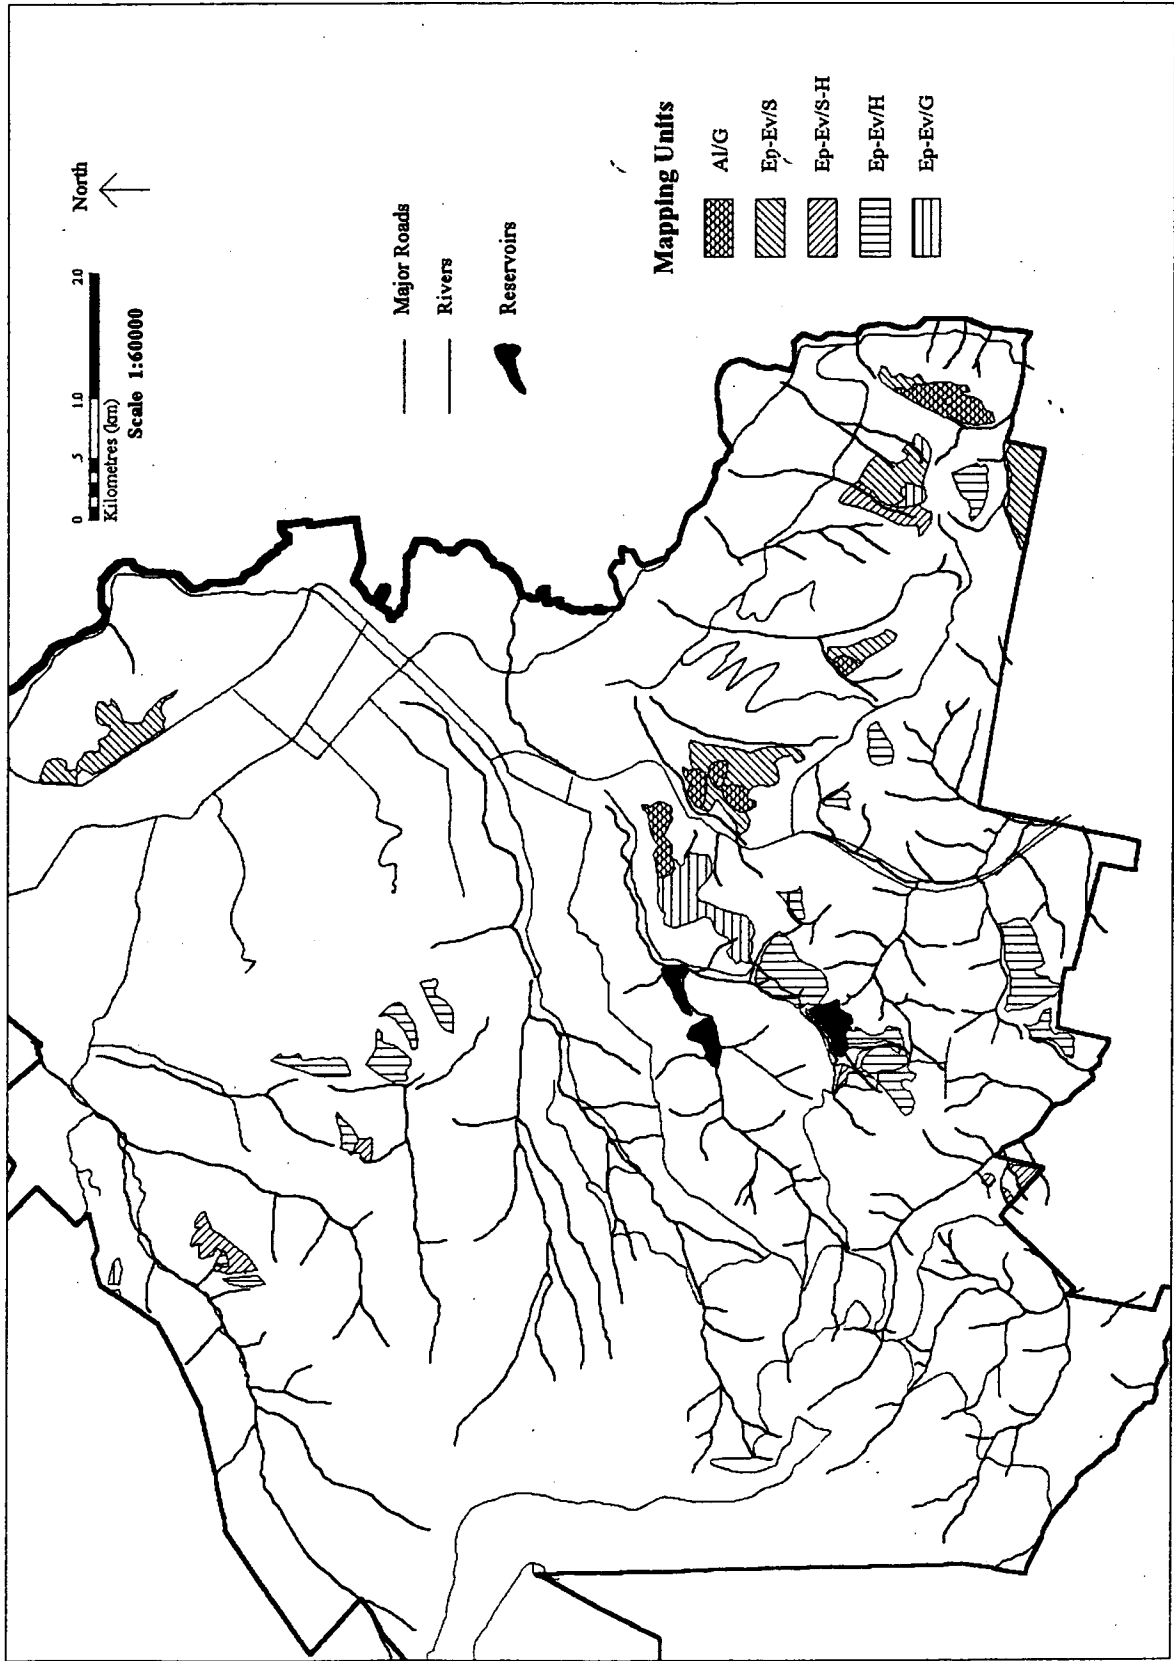 North
0 .5 1.0 2.0
Kilometres (km)
Scale 1:60000
Major Roads
Rivers
Reservoirs
Mapping Units
Al/G
Ep-Ev/S
Ep-Ev/S-H
Ep-Ev/H
Ep-Ev/G